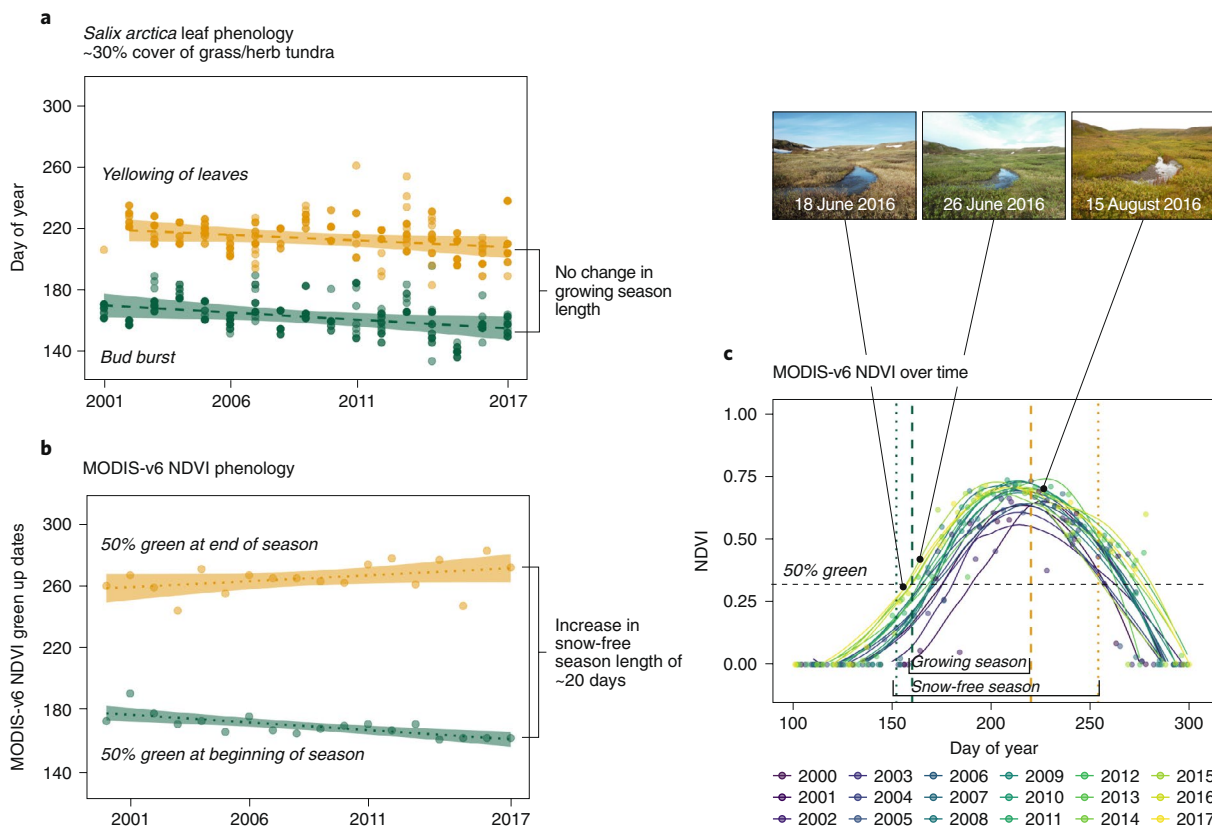 a
Salix arctica leaf phenology
~30% cover of grass/herb tundra
Day of year
300
260
220
180
140
Yellowing of leaves
Bud burst
2001
2006
2011
2017
No change in
growing season
length
b
MODIS-v6 NDVI phenology
MODIS-v6 NDVI green up dates
300
260
220
180
140
50% green at end of season
50% green at beginning of season
2001
2006
2011
2017
Increase in
snow-free
season length of
~20 days
18 June 2016
26 June 2016
15 August 2016
c
MODIS-v6 NDVI over time
NDVI
1.00
0.75
0.50
0.25
0.00
50% green
Growing season
Snow-free season
100
150
200
250
300
Day of year
2000 2003 2006 2009 2012 2015
2001 2004 2007 2010 2013 2016
2002 2005 2008 2011 2014 2017